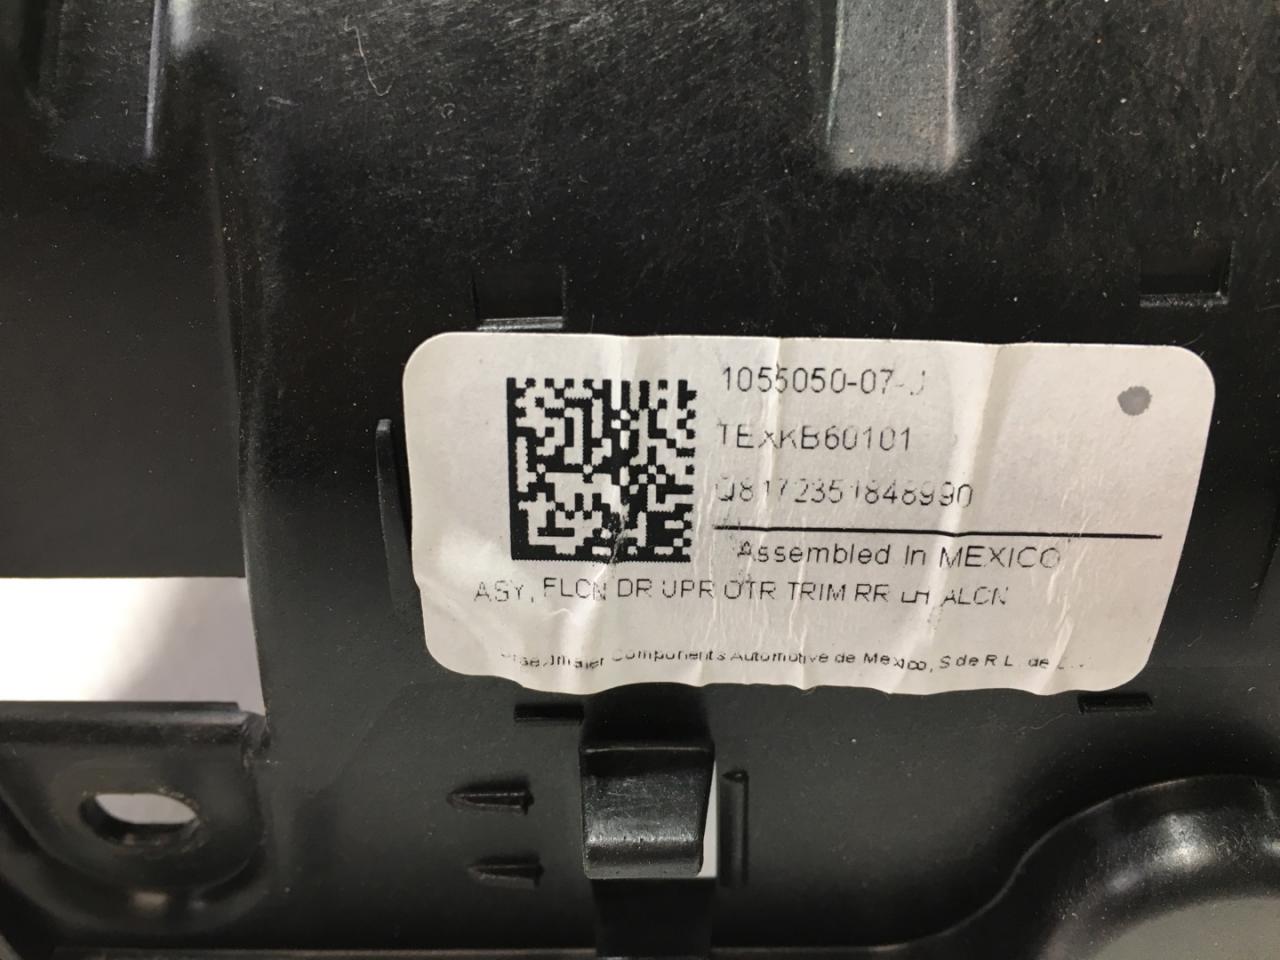 1055050-07-J
TEXKB60101
Q8172351848990
Assembled In MEXICO
ASY, FLCN DR UPR OTR TRIM RR LH ALCN
Components Automotive de Mexico, S de R L de